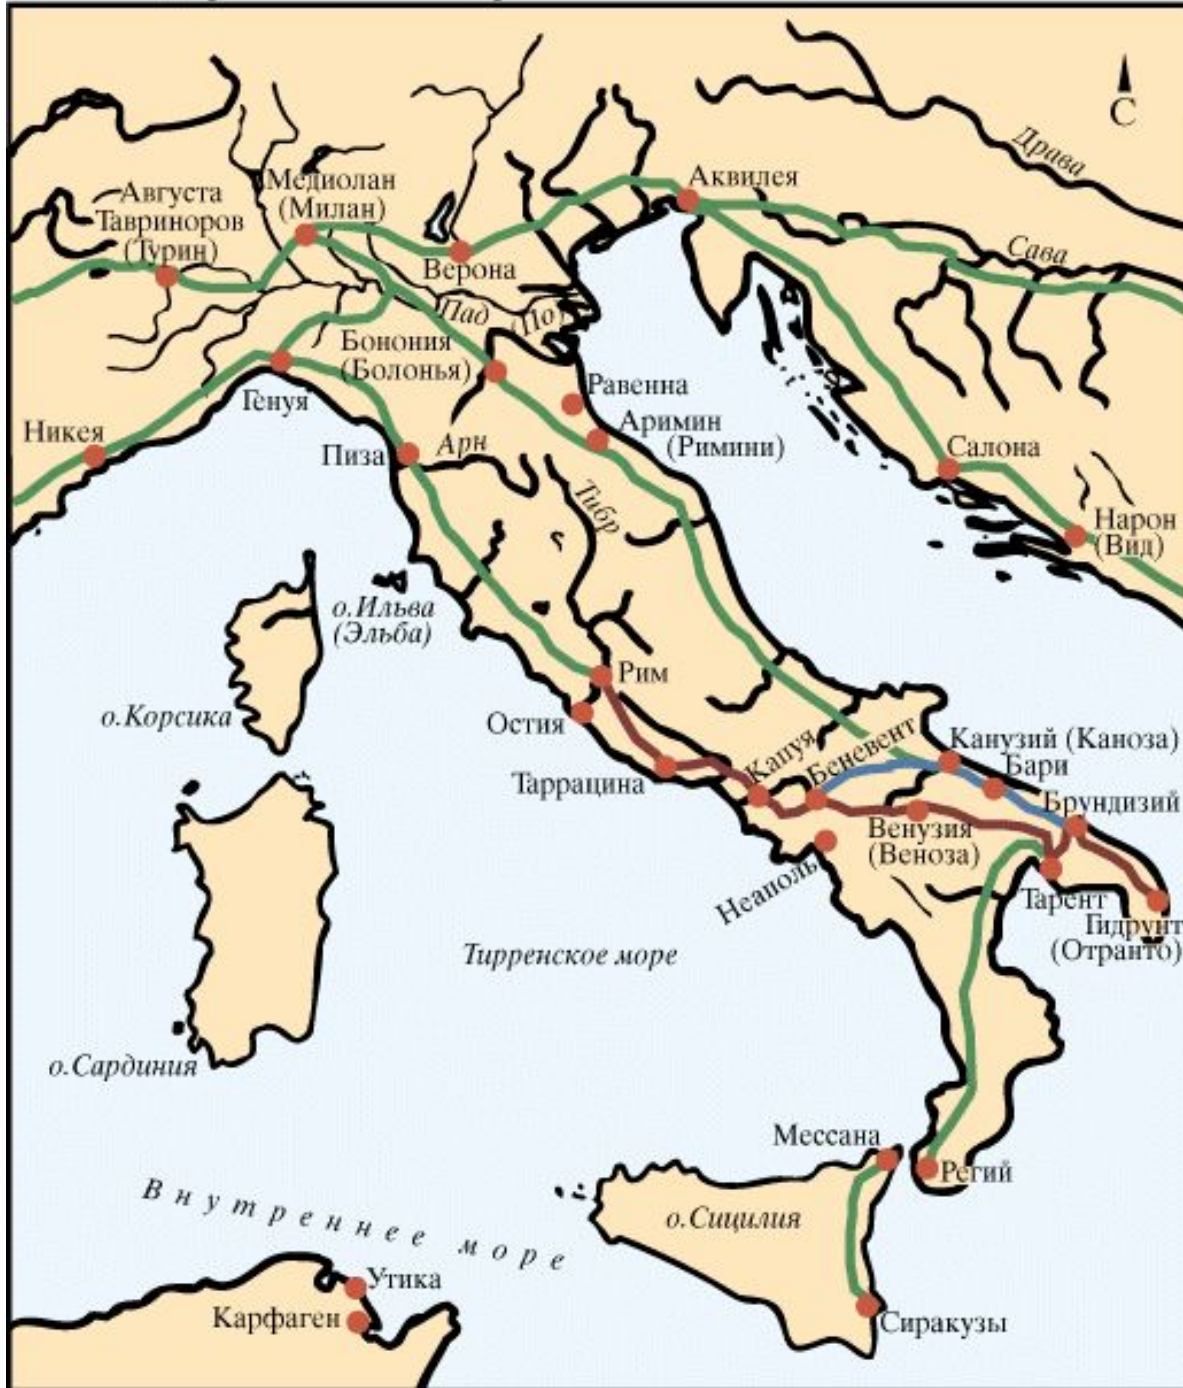 С
Драва
Аквилея
Медиолан
(Милан)
Августа
Тавриноров
(Турин)
Сава
Верона
Пад (По)
Бонония
(Болонья)
Равенна
Генуя
Аримин
(Римини)
Никея
Пиза
Арн
Салона
Тибр
Нарон
(Вид)
о.Ильва
(Эльба)
Рим
о.Корсика
Остия
Канузий (Каноза)
Капуя
Беневент
Бари
Таррацина
Брундизий
Венузия
(Веноза)
Неаполь
Тарент
Гидрунт
(Отранто)
Тирренское море
о.Сардиния
Мессана
Регий
Внутреннее море
о.Сицилия
Утика
Карфаген
Сиракузы